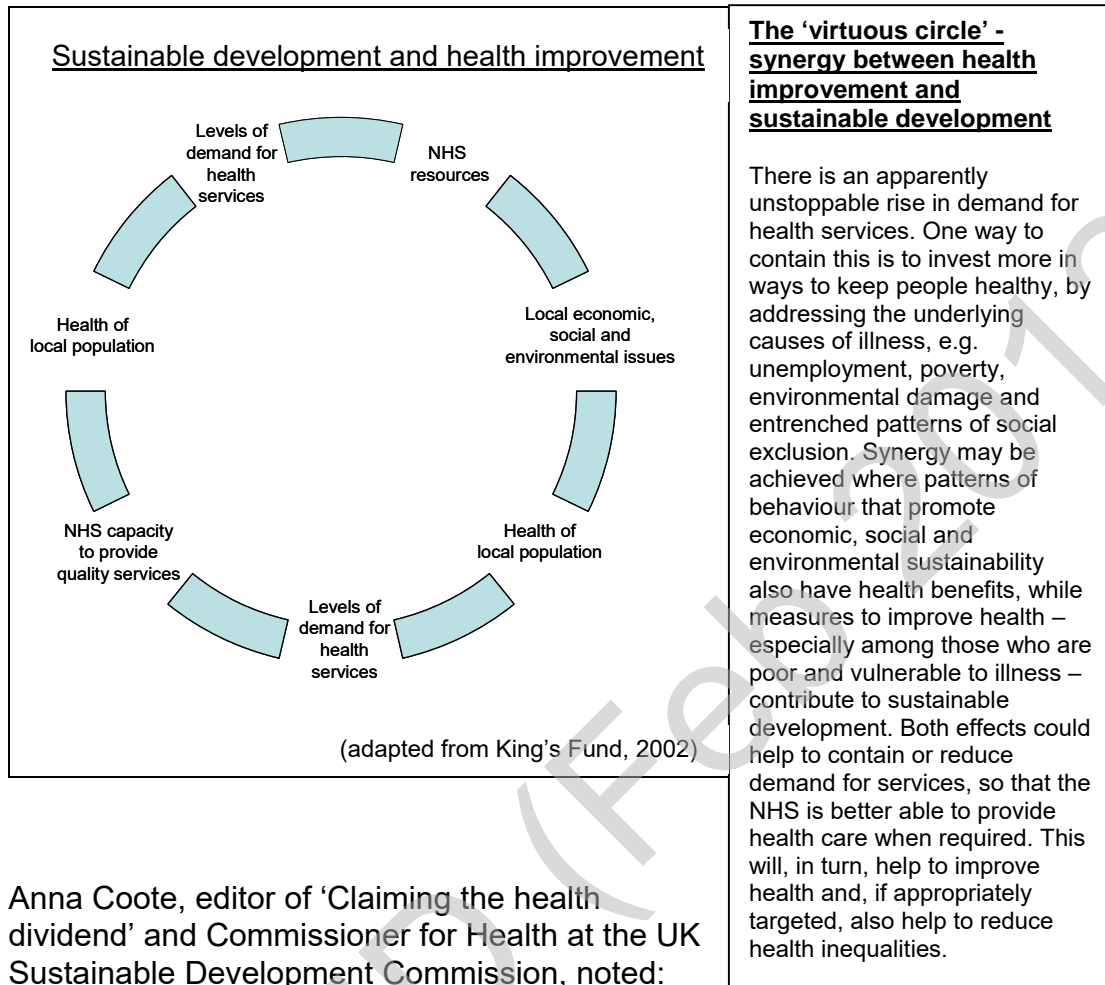 Sustainable development and health improvement
Levels of
demand for
health
services
NHS
resources
Local economic,
social and
environmental issues
Health of
local population
Levels of
demand for
health
services
NHS capacity
to provide
quality services
Health of
local population
(adapted from King's Fund, 2002)
The ‘virtuous circle’ -
synergy between health
improvement and
sustainable development
There is an apparently
unstoppable rise in demand for
health services. One way to
contain this is to invest more in
ways to keep people healthy, by
addressing the underlying
causes of illness, e.g.
unemployment, poverty,
environmental damage and
entrenched patterns of social
exclusion. Synergy may be
achieved where patterns of
behaviour that promote
economic, social and
environmental sustainability
also have health benefits, while
measures to improve health –
especially among those who are
poor and vulnerable to illness –
contribute to sustainable
development. Both effects could
help to contain or reduce
demand for services, so that the
NHS is better able to provide
health care when required. This
will, in turn, help to improve
health and, if appropriately
targeted, also help to reduce
health inequalities.
Anna Coote, editor of ‘Claiming the health
dividend’ and Commissioner for Health at the UK
Sustainable Development Commission, noted:
(Feb 201